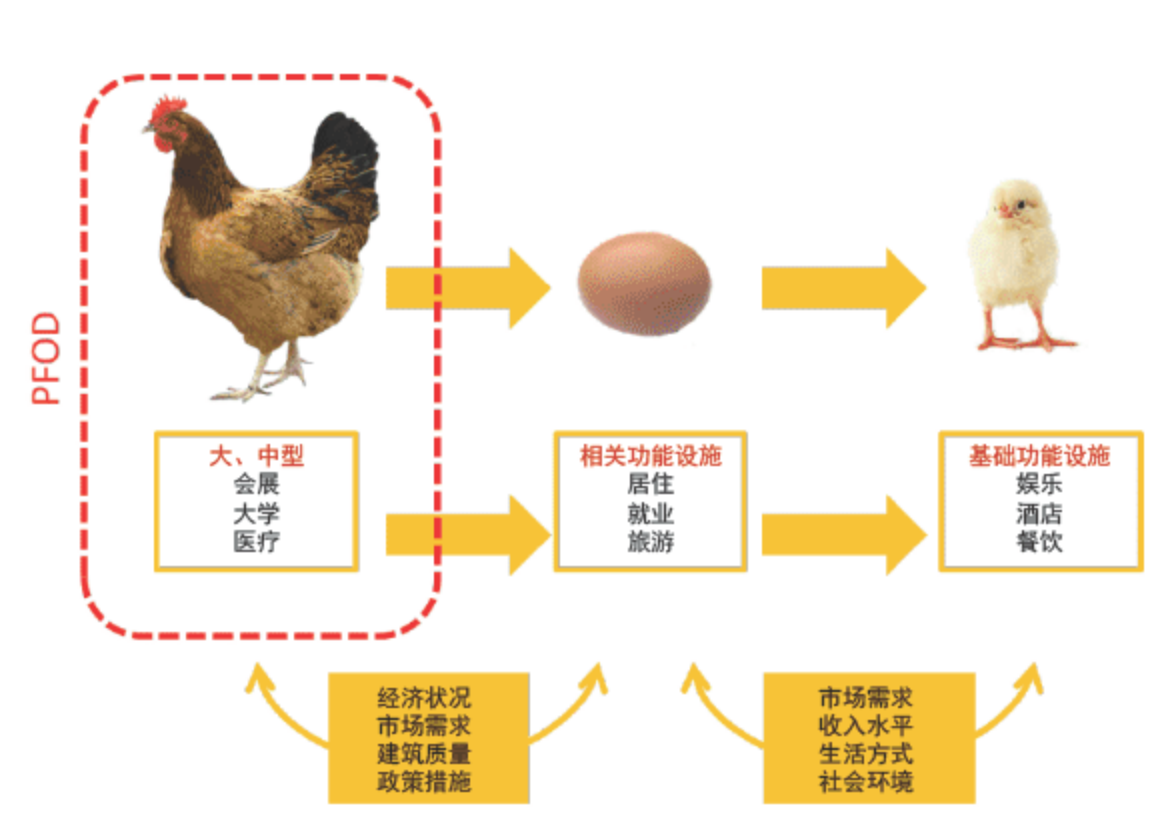 PFOD
大、中型
会展
大学
医疗
相关功能设施
居住
就业
旅游
基础功能设施
娱乐
酒店
餐饮
经济状况
市场需求
建筑质量
政策措施
市场需求
收入水平
生活方式
社会环境